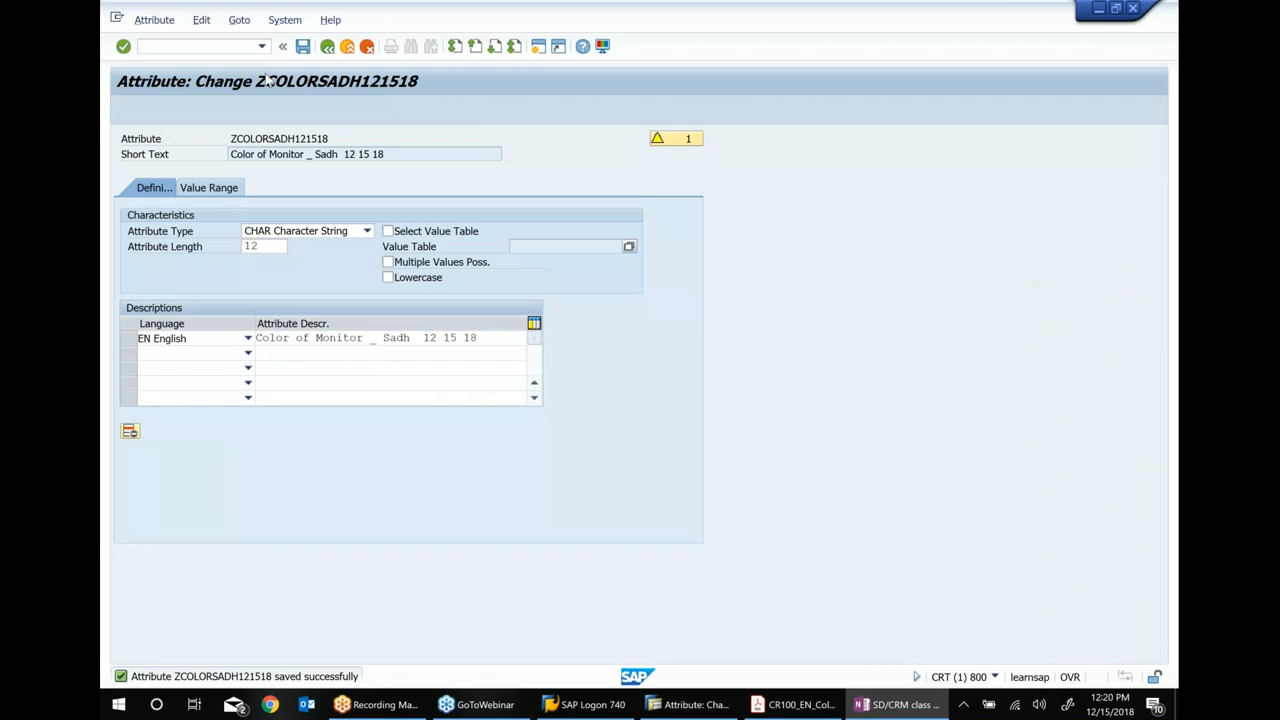 Attribute Edit Goto System Help
Attribute: Change ZCOLORSADH121518
Attribute ZCOLORSADH121518
1
Short Text Color of Monitor _ Sadh 12 15 18
Defini... Value Range
Characteristics
Attribute Type CHAR Character String Select Value Table
Attribute Length 12 Value Table
Multiple Values Poss.
Lowercase
Descriptions
Language Attribute Descr.
EN English Color of Monitor _ Sadh 12 15 18
Attribute ZCOLORSADH121518 saved successfully
SAP
CRT (1) 800 learnsap OVR
2 Recording Ma... GoToWebinar SAP Logon 740 Attribute: Cha... CR100_EN_Col... SD/CRM class ...
12:20 PM
12/15/2018
10